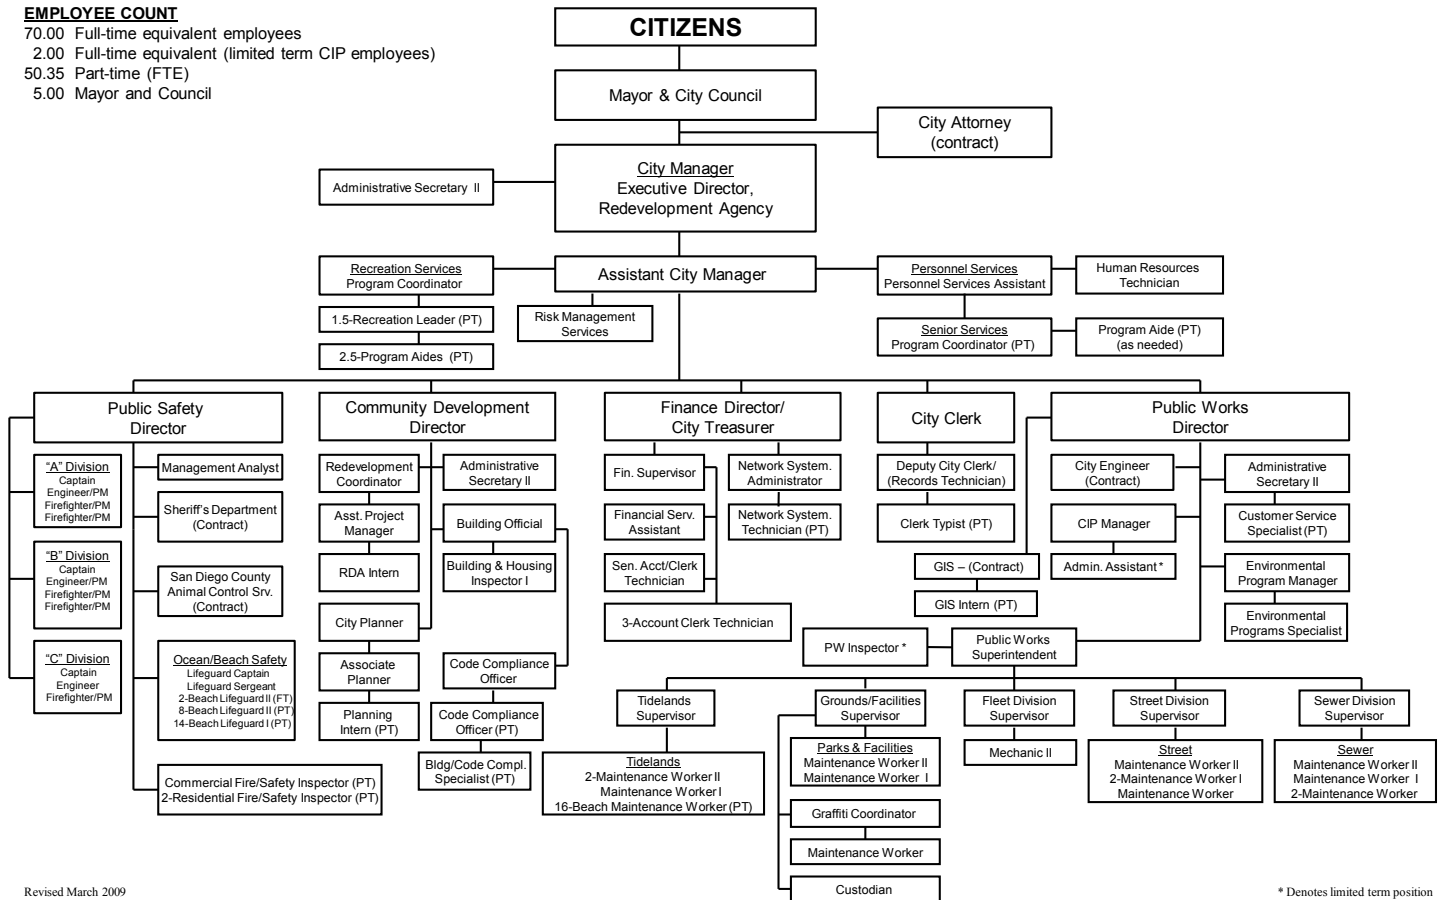 EMPLOYEE COUNT
70.00 Full-time equivalent employees
2.00 Full-time equivalent (limited term CIP employees)
50.35 Part-time (FTE)
5.00 Mayor and Council
CITIZENS
Mayor & City Council
City Attorney
(contract)
City Manager
Executive Director,
Redevelopment Agency
Administrative Secretary II
Recreation Services
Program Coordinator
Assistant City Manager
Personnel Services
Personnel Services Assistant
Human Resources
Technician
1.5-Recreation Leader (PT)
Risk Management
Services
Senior Services
Program Coordinator (PT)
Program Aide (PT)
(as needed)
2.5-Program Aides (PT)
Public Safety
Director
Community Development
Director
Finance Director/
City Treasurer
City Clerk
Public Works
Director
"A" Division
Captain
Engineer/PM
Firefighter/PM
Firefighter/PM
Management Analyst
Sheriff's Department
(Contract)
"B" Division
Captain
Engineer/PM
Firefighter/PM
Firefighter/PM
San Diego County
Animal Control Srv.
(Contract)
"C" Division
Captain
Engineer
Firefighter/PM
Ocean/Beach Safety
Lifeguard Captain
Lifeguard Sergeant
2-Beach Lifeguard II (FT)
8-Beach Lifeguard II (PT)
14-Beach Lifeguard I (PT)
Commercial Fire/Safety Inspector (PT)
2-Residential Fire/Safety Inspector (PT)
Redevelopment
Coordinator
Administrative
Secretary II
Asst. Project
Manager
Building Official
RDA Intern
Building & Housing
Inspector I
City Planner
Associate
Planner
Code Compliance
Officer
Planning
Intern (PT)
Code Compliance
Officer (PT)
Bldg/Code Compl.
Specialist (PT)
Fin. Supervisor
Network System.
Administrator
Financial Serv.
Assistant
Network System.
Technician (PT)
Sen. Acct/Clerk
Technician
3-Account Clerk Technician
Deputy City Clerk/
(Records Technician)
Clerk Typist (PT)
GIS – (Contract)
GIS Intern (PT)
City Engineer
(Contract)
Administrative
Secretary II
CIP Manager
Customer Service
Specialist (PT)
Admin. Assistant *
Environmental
Program Manager
Environmental
Programs Specialist
PW Inspector *
Public Works
Superintendent
Tidelands
Supervisor
Grounds/Facilities
Supervisor
Fleet Division
Supervisor
Street Division
Supervisor
Sewer Division
Supervisor
Tidelands
2-Maintenance Worker II
Maintenance Worker I
16-Beach Maintenance Worker (PT)
Parks & Facilities
Maintenance Worker II
Maintenance Worker I
Mechanic II
Street
Maintenance Worker II
2-Maintenance Worker I
Maintenance Worker
Sewer
Maintenance Worker II
Maintenance Worker I
2-Maintenance Worker
Graffiti Coordinator
Maintenance Worker
Custodian
Revised March 2009
* Denotes limited term position